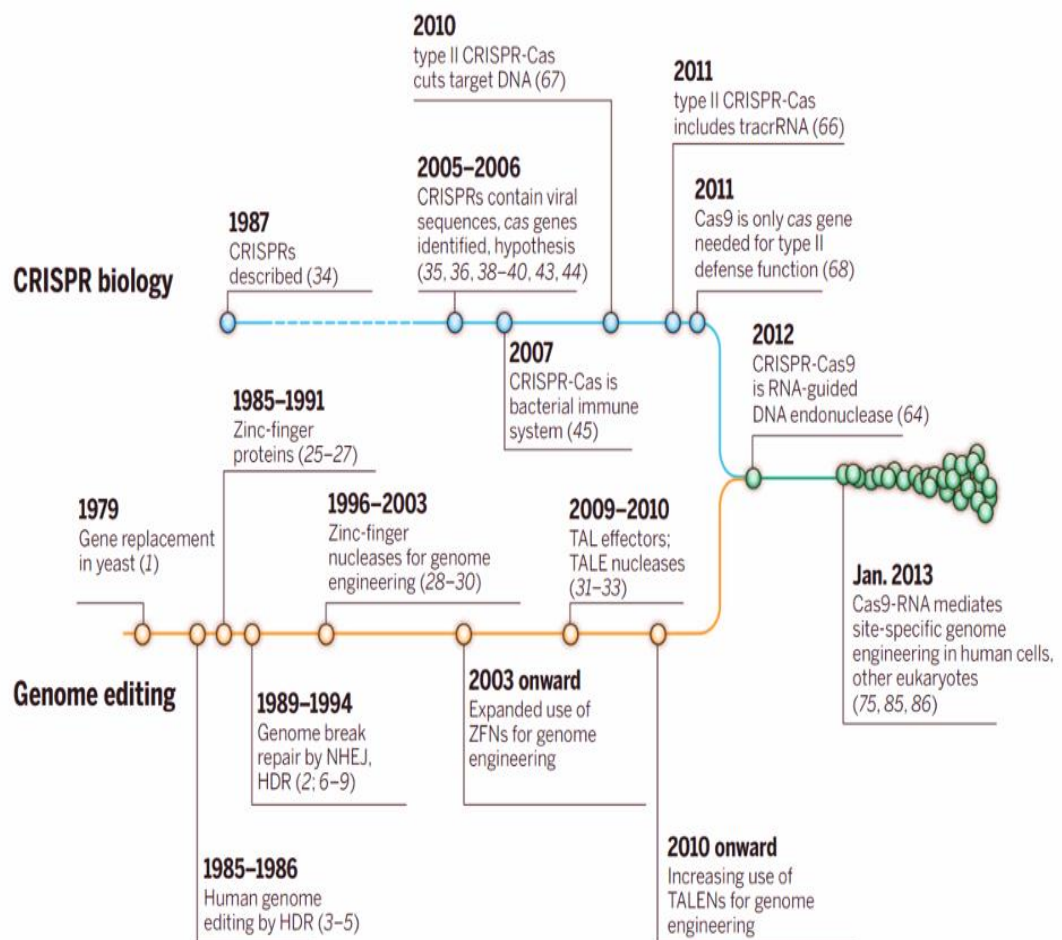 2010
type II CRISPR-Cas
cuts target DNA (67)
2011
type II CRISPR-Cas
includes tracrRNA (66)
2005–2006
CRISPRs contain viral
sequences, cas genes
identified, hypothesis
(35, 36, 38–40, 43, 44)
2011
Cas9 is only cas gene
needed for type II
defense function (68)
1987
CRISPRs
described (34)
CRISPR biology
2007
CRISPR-Cas is
bacterial immune
system (45)
2012
CRISPR-Cas9
is RNA-guided
DNA endonuclease (64)
1985–1991
Zinc-finger
proteins (25–27)
1979
Gene replacement
in yeast (1)
1996–2003
Zinc-finger
nucleases for genome
engineering (28–30)
2009–2010
TAL effectors;
TALE nucleases
(31–33)
Jan. 2013
Cas9-RNA mediates
site-specific genome
engineering in human cells,
other eukaryotes
(75, 85, 86)
Genome editing
1989–1994
Genome break
repair by NHEJ,
HDR (2; 6–9)
2003 onward
Expanded use of
ZFNs for genome
engineering
1985–1986
Human genome
editing by HDR (3–5)
2010 onward
Increasing use of
TALENs for genome
engineering